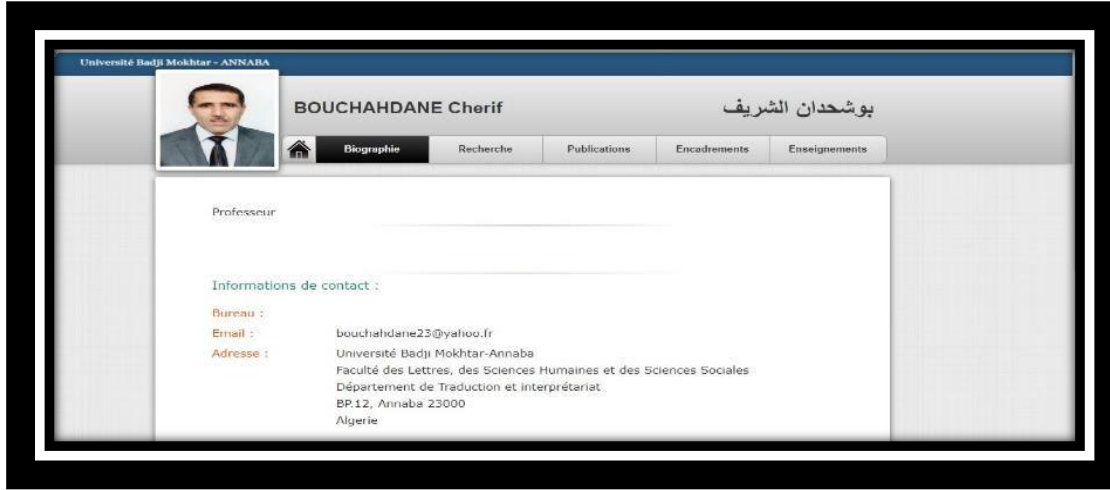 Université Badji Mokhtar - ANNABA
BOUCHAHDANE Cherif
بوشحدان الشريف
Biographie
Recherche
Publications
Encadrements
Enseignements
Professeur
Informations de contact :
Bureau :
Email : bouchahdane23@yahoo.fr
Adresse : Université Badji Mokhtar-Annaba
Faculté des Lettres, des Sciences Humaines et des Sciences Sociales
Département de Traduction et interprétariat
BP.12, Annaba 23000
Algerie